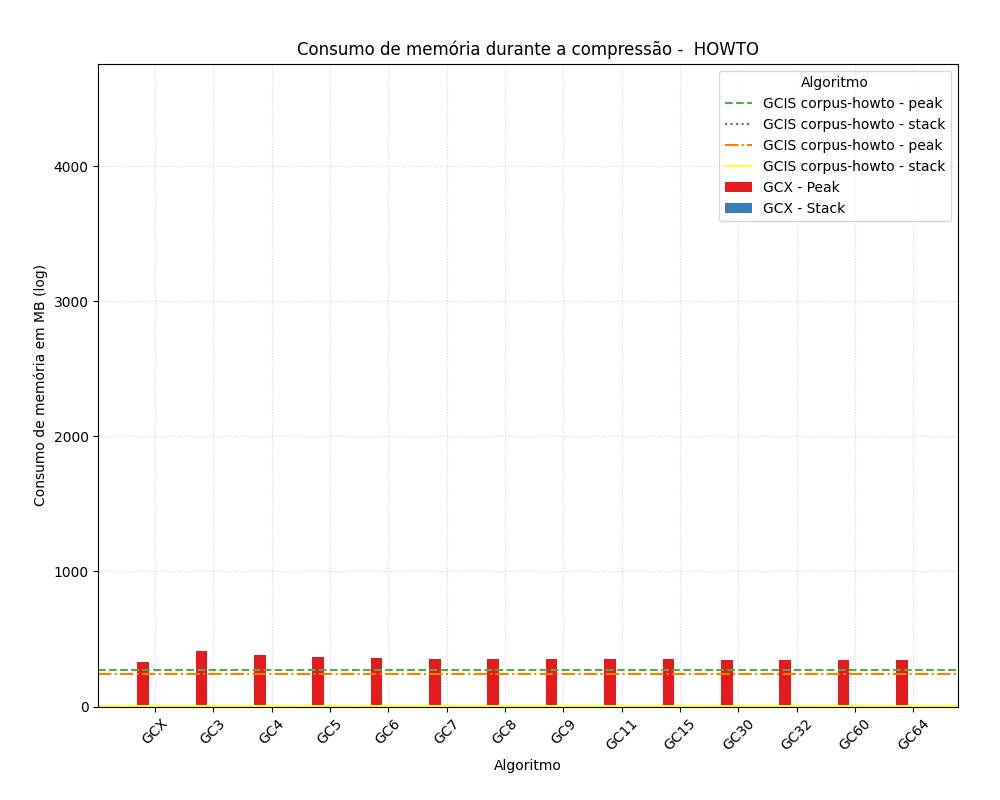 Consumo de memória durante a compressão -  HOWTO
Algoritmo
GCIS corpus-howto - peak
GCIS corpus-howto - stack
GCIS corpus-howto - peak
GCIS corpus-howto - stack
GCX - Peak
GCX - Stack
Consumo de memória em MB (log)
4000
3000
2000
1000
0
GCX
GC3
GC4
GC5
GC6
GC7
GC8
GC9
GC11
GC15
GC30
GC32
GC60
GC64
Algoritmo